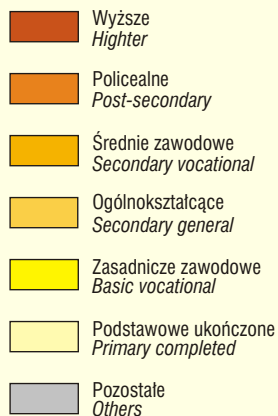 Wyższe
Highter
Policealne
Post-secondary
Średnie zawodowe
Secondary vocational
Ogólnokształcące
Secondary general
Zasadnicze zawodowe
Basic vocational
Podstawowe ukończone
Primary completed
Pozostałe
Others